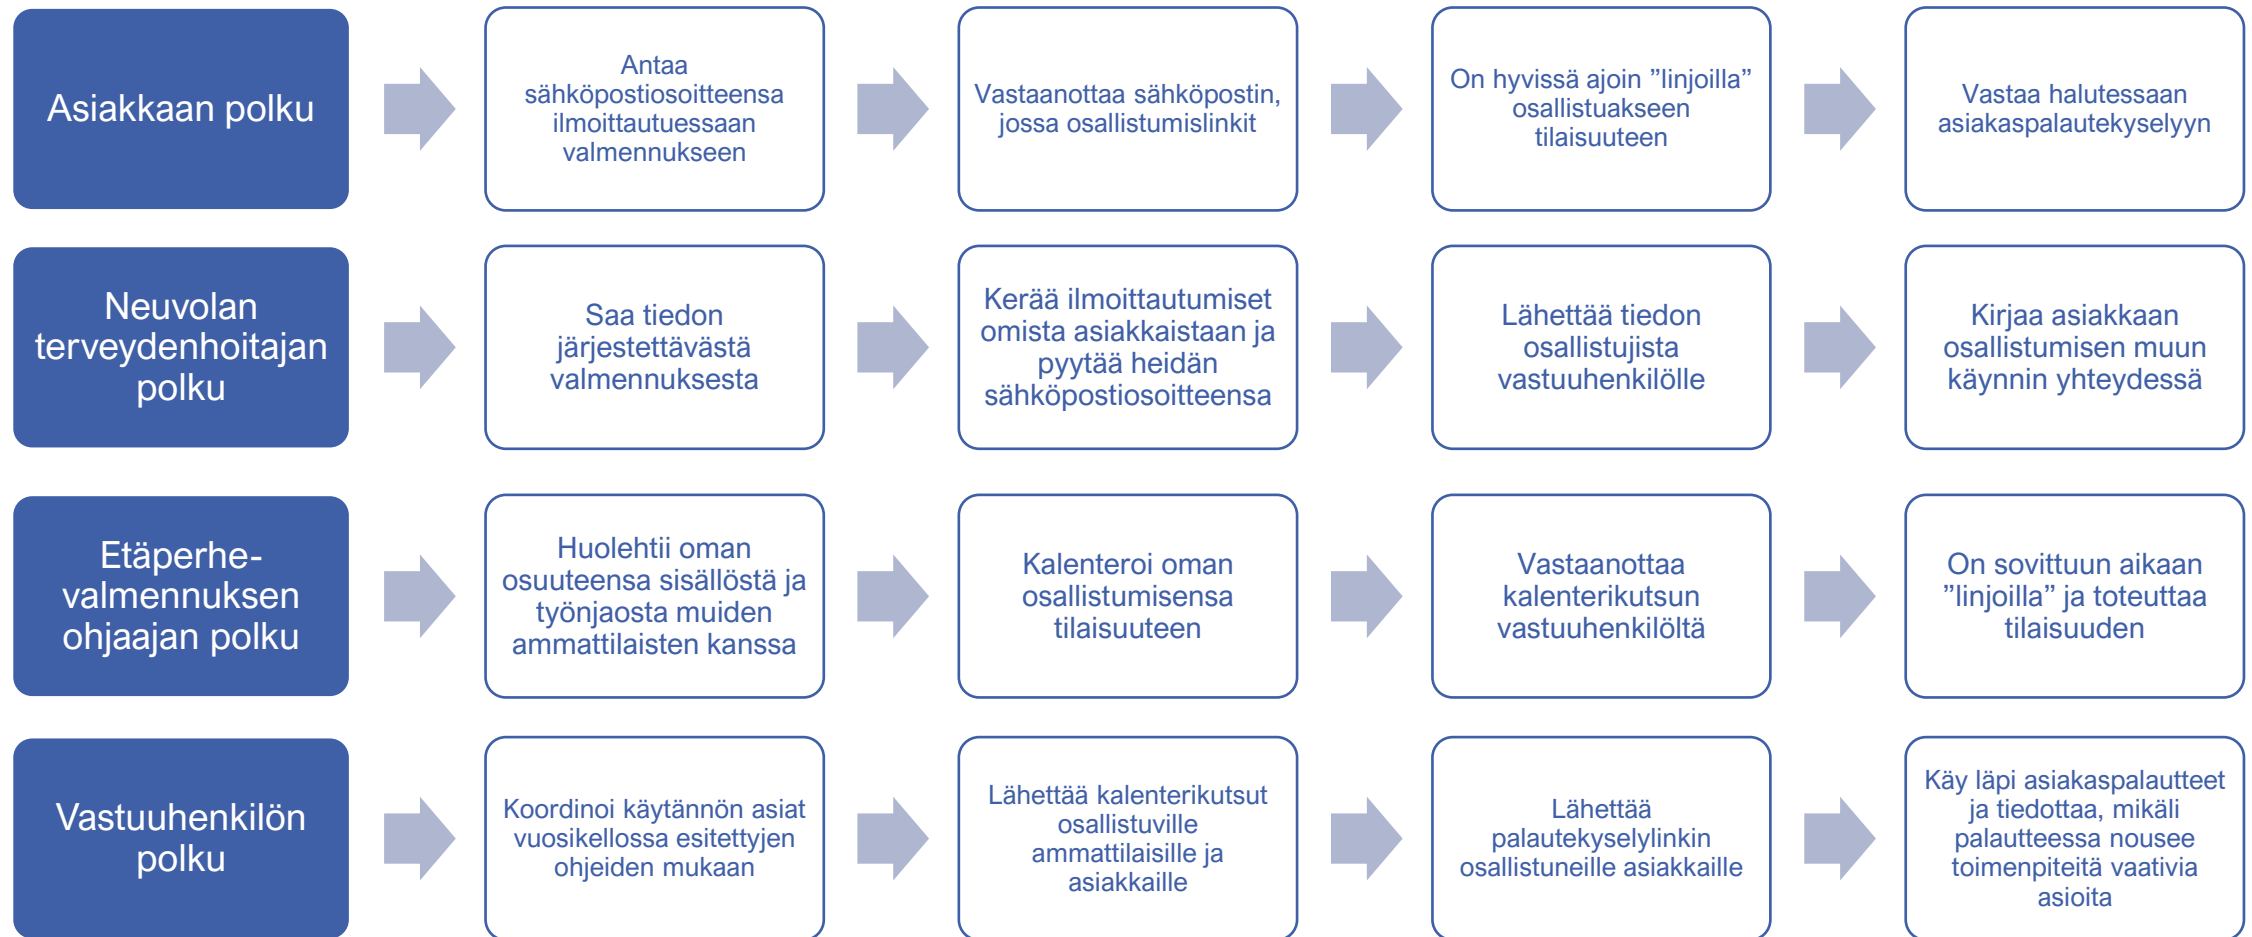 Asiakkaan polku
Antaa
sähköpostiosoitteensa
ilmoittautuessaan
valmennukseen
Vastaanottaa sähköpostin,
jossa osallistumislinkit
On hyvissä ajoin ”linjoilla”
osallistuakseen
tilaisuuteen
Vastaa halutessaan
asiakaspalautekyselyyn
Neuvolan
terveydenhoitajan
polku
Saa tiedon
järjestettävästä
valmennuksesta
Kerää ilmoittautumiset
omista asiakkaistaan ja
pyytää heidän
sähköpostiosoitteensa
Lähettää tiedon
osallistujista
vastuuhenkilölle
Kirjaa asiakkaan
osallistumisen muun
käynnin yhteydessä
Etäperhe-
valmennuksen
ohjaajan polku
Huolehtii oman
osuuteensa sisällöstä ja
työnjaosta muiden
ammattilaisten kanssa
Kalenteroi oman
osallistumisensa
tilaisuuteen
Vastaanottaa
kalenterikutsun
vastuuhenkilöltä
On sovittuun aikaan
”linjoilla” ja toteuttaa
tilaisuuden
Vastuuhenkilön
polku
Koordinoi käytännön asiat
vuosikellossa esitettyjen
ohjeiden mukaan
Lähettää kalenterikutsut
osallistuville
ammattilaisille ja
asiakkaille
Lähettää
palautekyselylinkin
osallistuneille asiakkaille
Käy läpi asiakaspalautteet
ja tiedottaa, mikäli
palautteessa nousee
toimenpiteitä vaativia
asioita